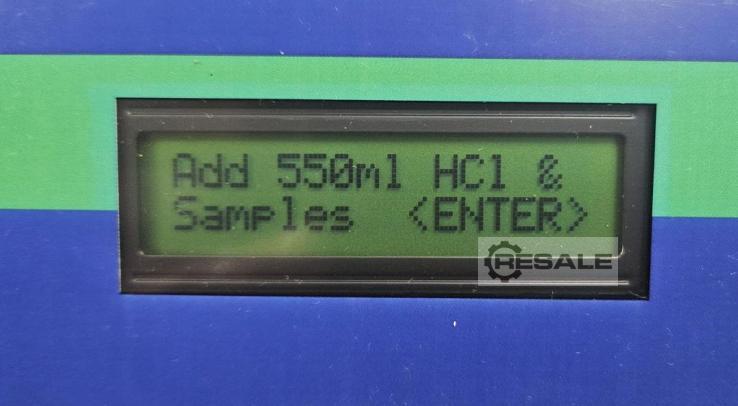 Add 550ml HCl &
Samples <ENTER>
RESALE